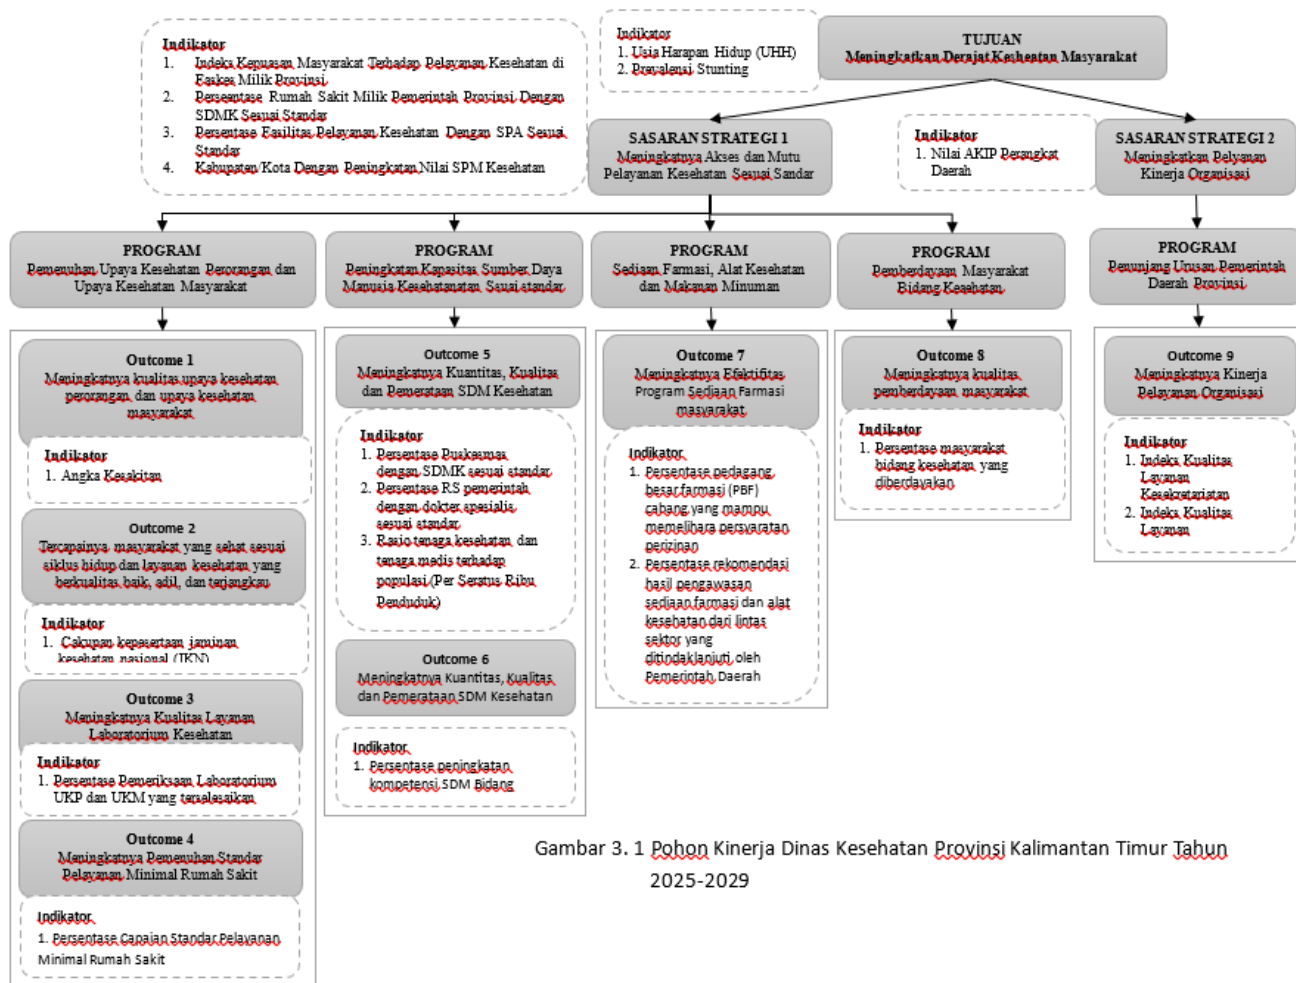 Indikator
1. Usia Harapan Hidup (UHH)
2. Prevalensi Stunting
TUJUAN
Meningkatkan Derajat Kesheatan Masyarakat
Indikator
1. Indeks Kepuasan Masyarakat Terhadap Pelayanan Kesehatan di
Faskes Milik Provinsi
2. Perseentase Rumah Sakit Milik Pemerintah Provinsi Dengan
SDMK Sesuai Standar
3. Persentase Fasilitas Pelayanan Kesehatan Dengan SPA Sesuai
Standar
4. Kabupaten/Kota Dengan Peningkatan Nilai SPM Kesehatan
SASARAN STRATEGI 1
Meningkatnya Akses dan Mutu
Pelayanan Kesehatan Sesuai Sandar
Indikator
1. Nilai AKIP Perangkat
Daerah
SASARAN STRATEGI 2
Meningkatkan Pelyanan
Kinerja Organisasi
PROGRAM
Pemenuhan Upaya Kesehatan Perorangan dan
Upaya Kesehatan Masyarakat
PROGRAM
Peningkatan Kapasitas Sumber Daya
Manusia Kesehatanatan Ssuai standar
PROGRAM
Sediaan Farmasi, Alat Kesehatan
dan Makanan Minuman
PROGRAM
Pemberdayaan Masyarakat
Bidang Kesehatan
PROGRAM
Penunjang Urusan Pemerintah
Daerah Provinsi
Outcome 1
Meningkatnya kualitas upaya kesehatan
perorangan dan upaya kesehatan
masyarakat
Indikator
1. Angka Kesakitan
Outcome 2
Tercapainya masyarakat yang sehat sesuai
siklus hidup dan layanan kesehatan yang
berkualitas baik, adil, dan terjangkau
Indikator
1. Cakupan kepesertaan jaminan
kesehatan nasional (JKN)
Outcome 3
Meningkatnya Kualitas Layanan
Laboratorium Kesehatan
Indikator
1. Persentase Pemeriksaan Laboratorium
UKP dan UKM yang terselesaikan
Outcome 4
Meningkatnya Pemenuhan Standar
Pelayanan Minimal Rumah Sakit
Indikator
1. Persentase Capaian Standar Pelayanan
Minimal Rumah Sakit
Outcome 5
Meningkatnya Kuantitas, Kualitas
dan Pemerataan SDM Kesehatan
Indikator
1. Persentase Puskesmas
dengan SDMK sesuai standar
2. Persentase RS pemerintah
dengan dokter spesialis
sesuai standar
3. Rasio tenaga kesehatan dan
tenaga medis terhadap
populasi (Per Seratus Ribu
Penduduk)
Outcome 6
Meningkatnya Kuantitas, Kualitas
dan Pemerataan SDM Kesehatan
Indikator
1. Persentase peningkatan
kompetensi SDM Bidang
Outcome 7
Meningkatnya Efektifitas
Program Sediaan Farmasi
masyarakat
Indikator
1. Persentase pedagang
besar farmasi (PBF)
cabang yang mampu
memelihara persyaratan
perizinan
2. Persentase rekomendasi
hasil pengawasan
sediaan farmasi dan alat
kesehatan dari lintas
sektor yang
ditindaklanjuti oleh
Pemerintah Daerah
Outcome 8
Meningkatnya kualitas
pemberdayaan masyarakat
Indikator
1. Persentase masyarakat
bidang kesehatan yang
diberdayakan
Outcome 9
Meningkatnya Kinerja
Pelayanan Organisasi
Indikator
1. Indeks Kualitas
Layanan
Kesekretariatan
2. Indeks Kualitas
Layanan
Gambar 3. 1 Pohon Kinerja Dinas Kesehatan Provinsi Kalimantan Timur Tahun
2025-2029